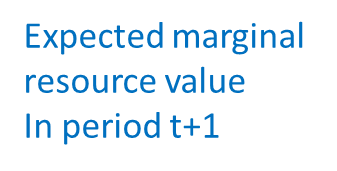 Expected marginal
resource value
In period t+1